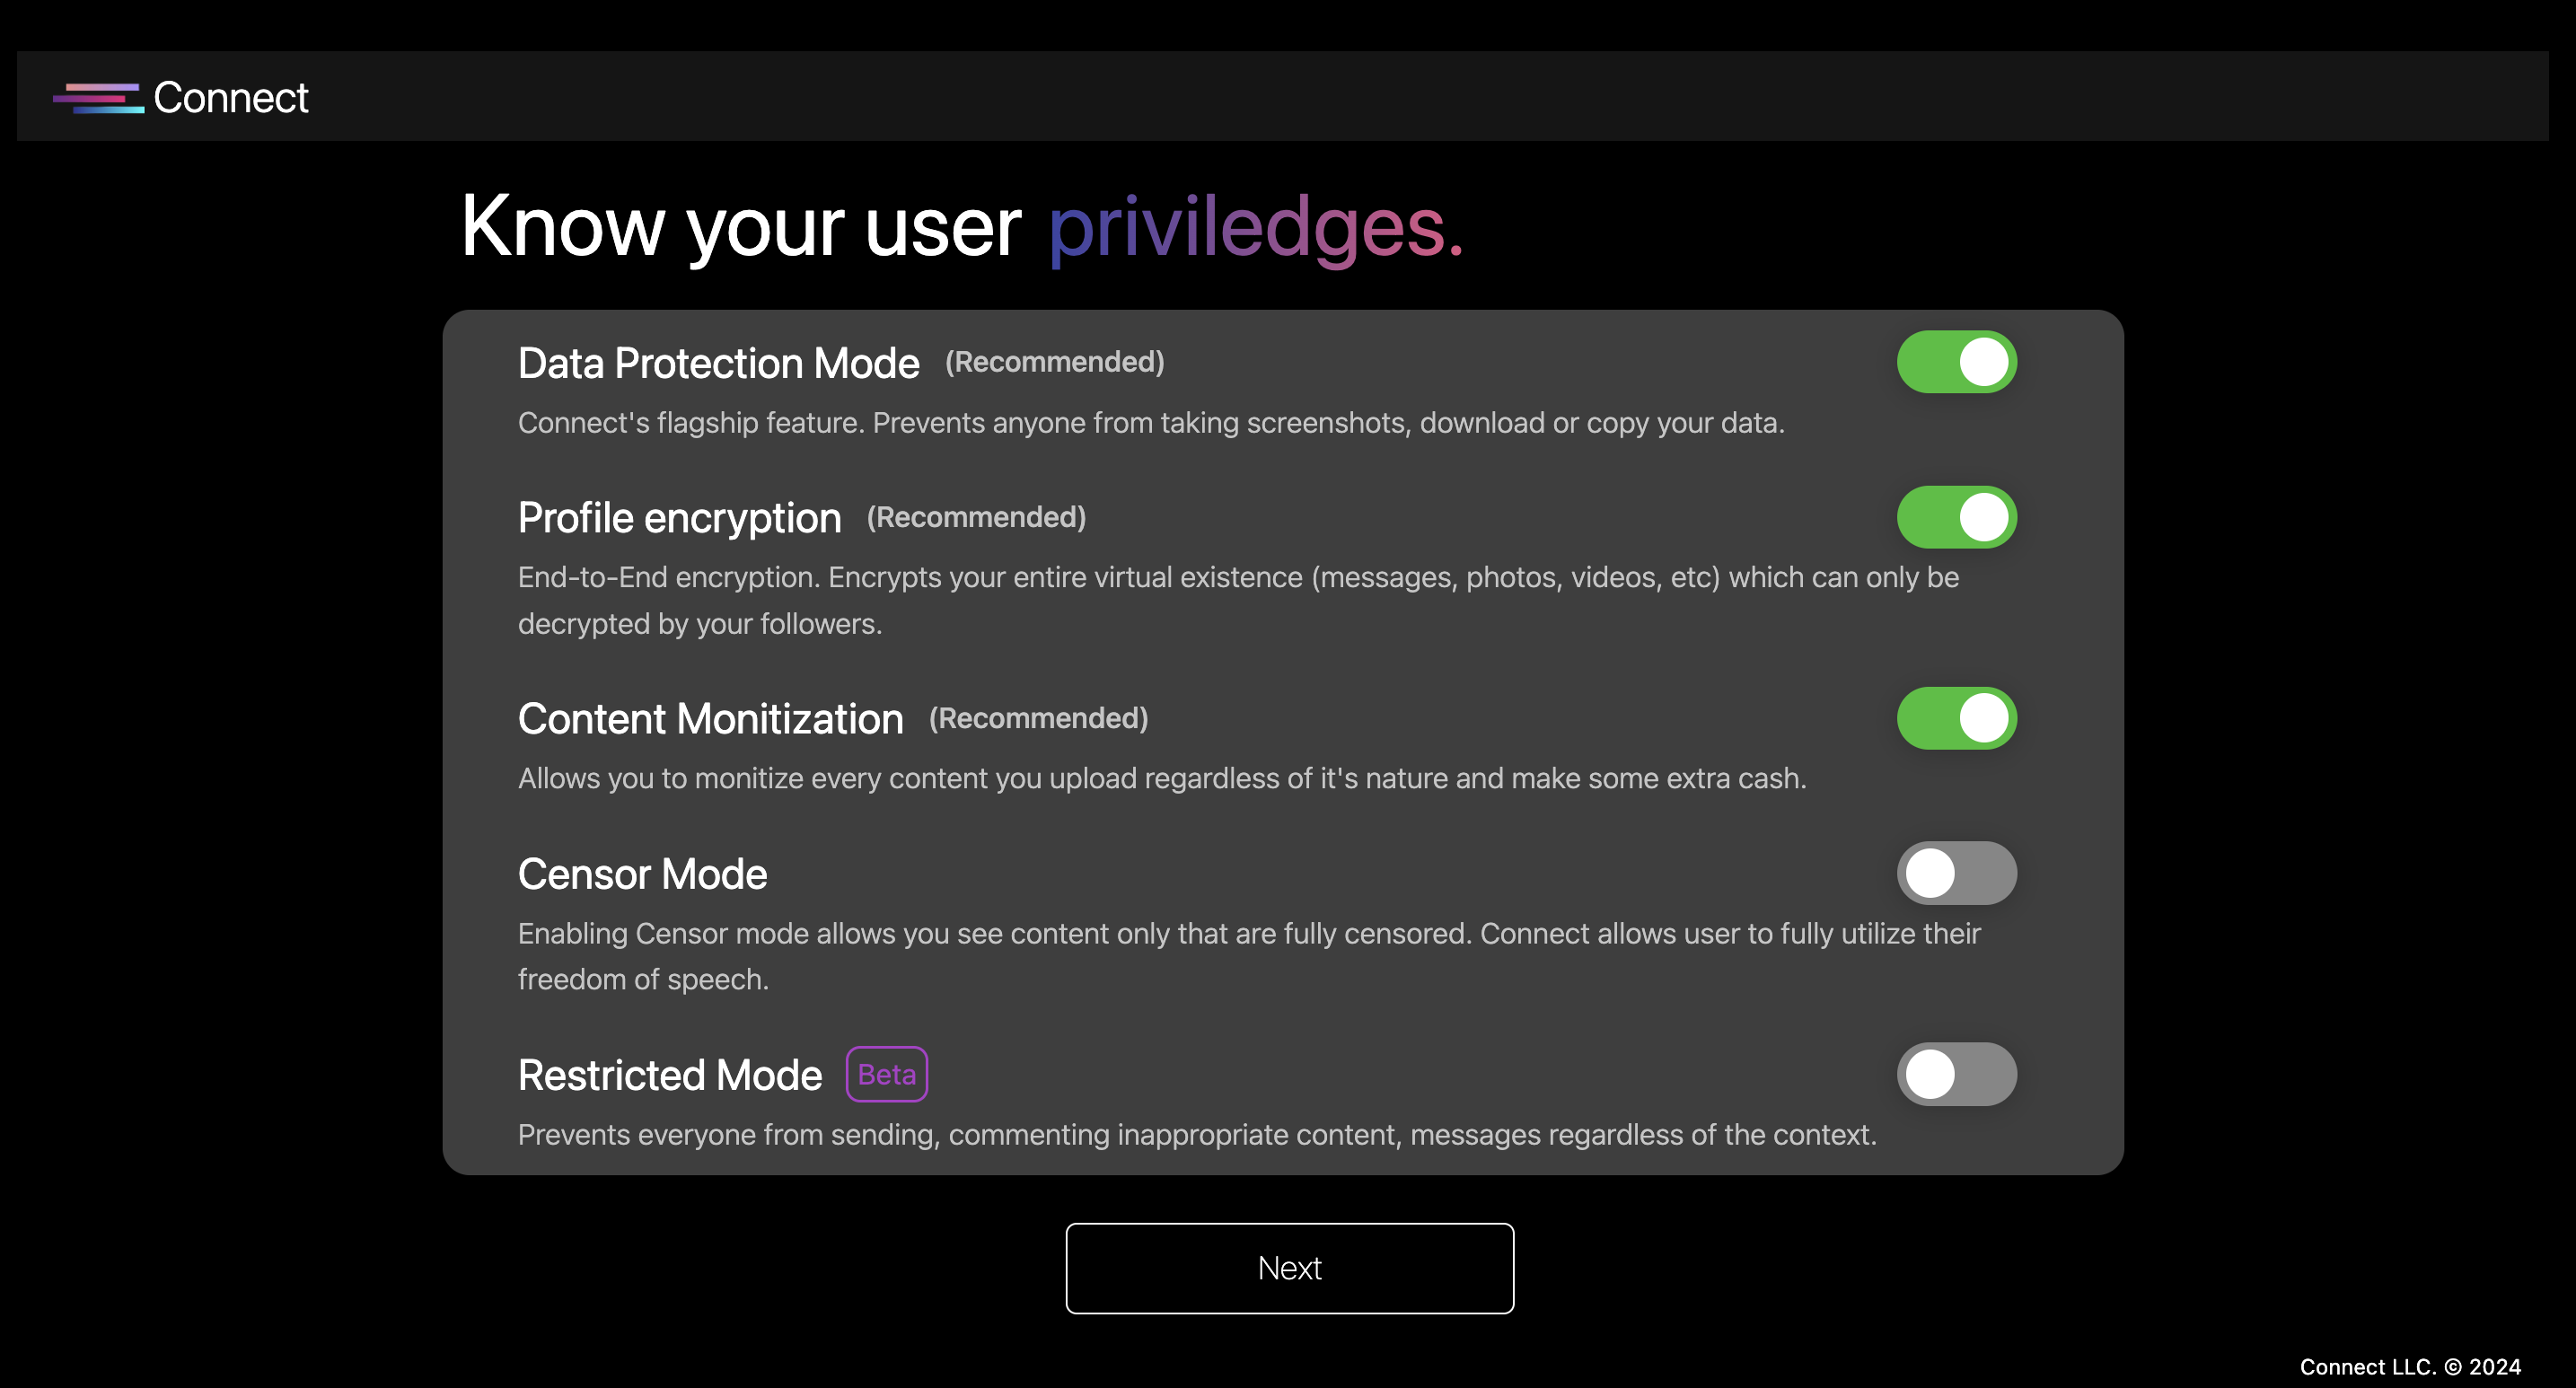 Connect
Know your user priviledges.
Data Protection Mode (Recommended)
Connect's flagship feature. Prevents anyone from taking screenshots, download or copy your data.
Profile encryption (Recommended)
End-to-End encryption. Encrypts your entire virtual existence (messages, photos, videos, etc) which can only be
decrypted by your followers.
Content Monitization (Recommended)
Allows you to monitize every content you upload regardless of it's nature and make some extra cash.
Censor Mode
Enabling Censor mode allows you see content only that are fully censored. Connect allows user to fully utilize their
freedom of speech.
Restricted Mode Beta
Prevents everyone from sending, commenting inappropriate content, messages regardless of the context.
Next
Connect LLC. © 2024